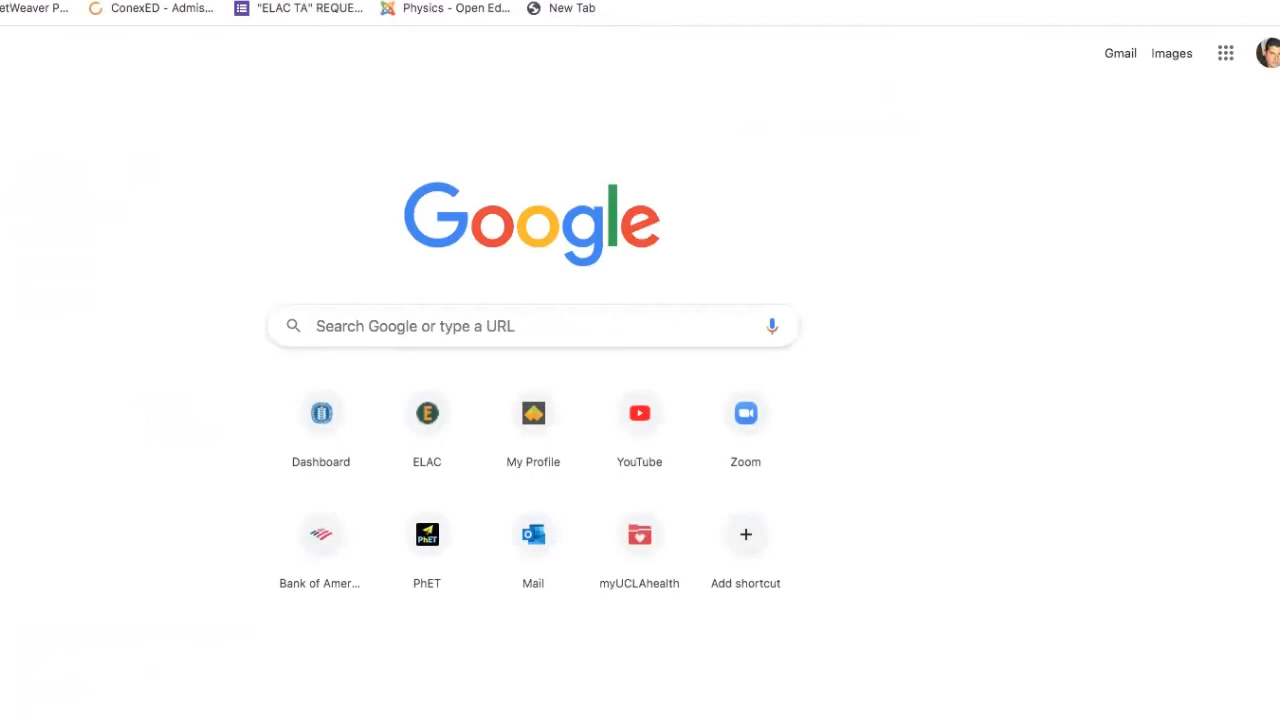 etWeaver P... ConexED - Admis... "ELAC TA" REQUE... Physics - Open Ed... New Tab
Gmail Images
Google
Search Google or type a URL
Dashboard ELAC My Profile YouTube Zoom
PhET
Bank of Amer... PhET Mail myUCLAhealth Add shortcut